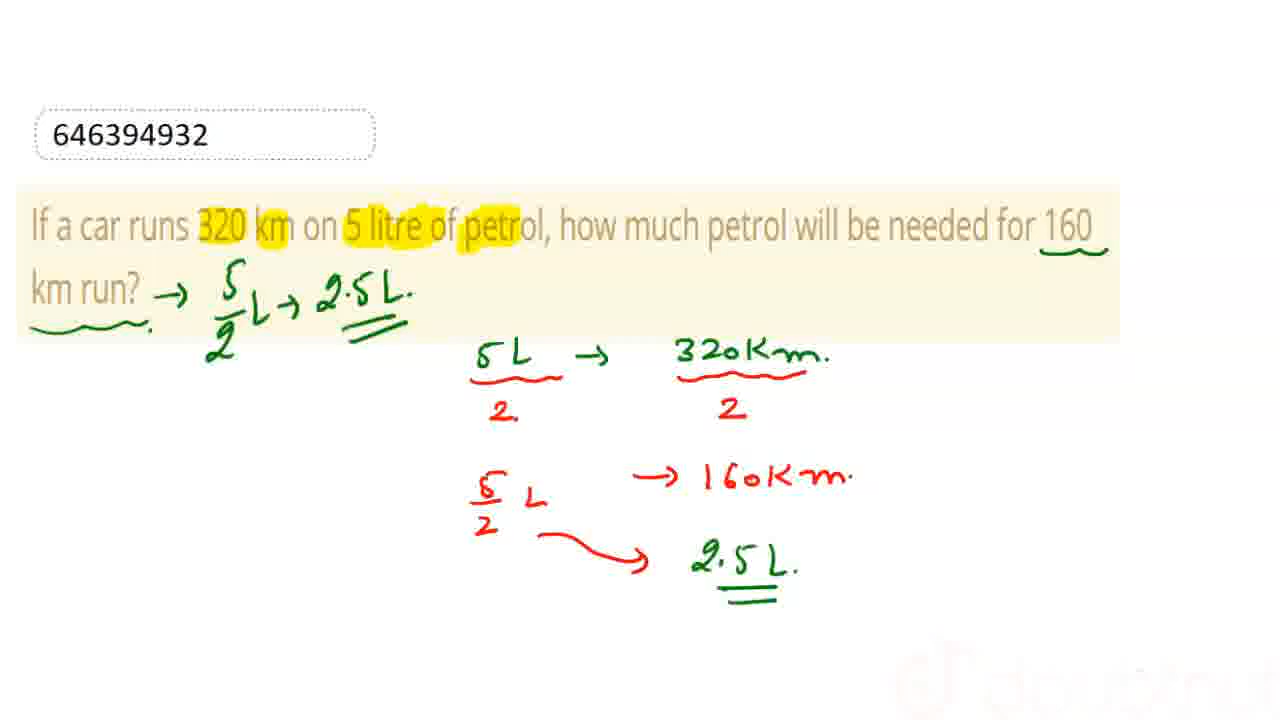 646394932
If a car runs 320 km on 5 litre of petrol, how much petrol will be needed for 160
km run? → 5/2 L → 2.5 L.
5 L → 320 Km.
2. 2
5/2 L → 160 Km.
2.5 L.